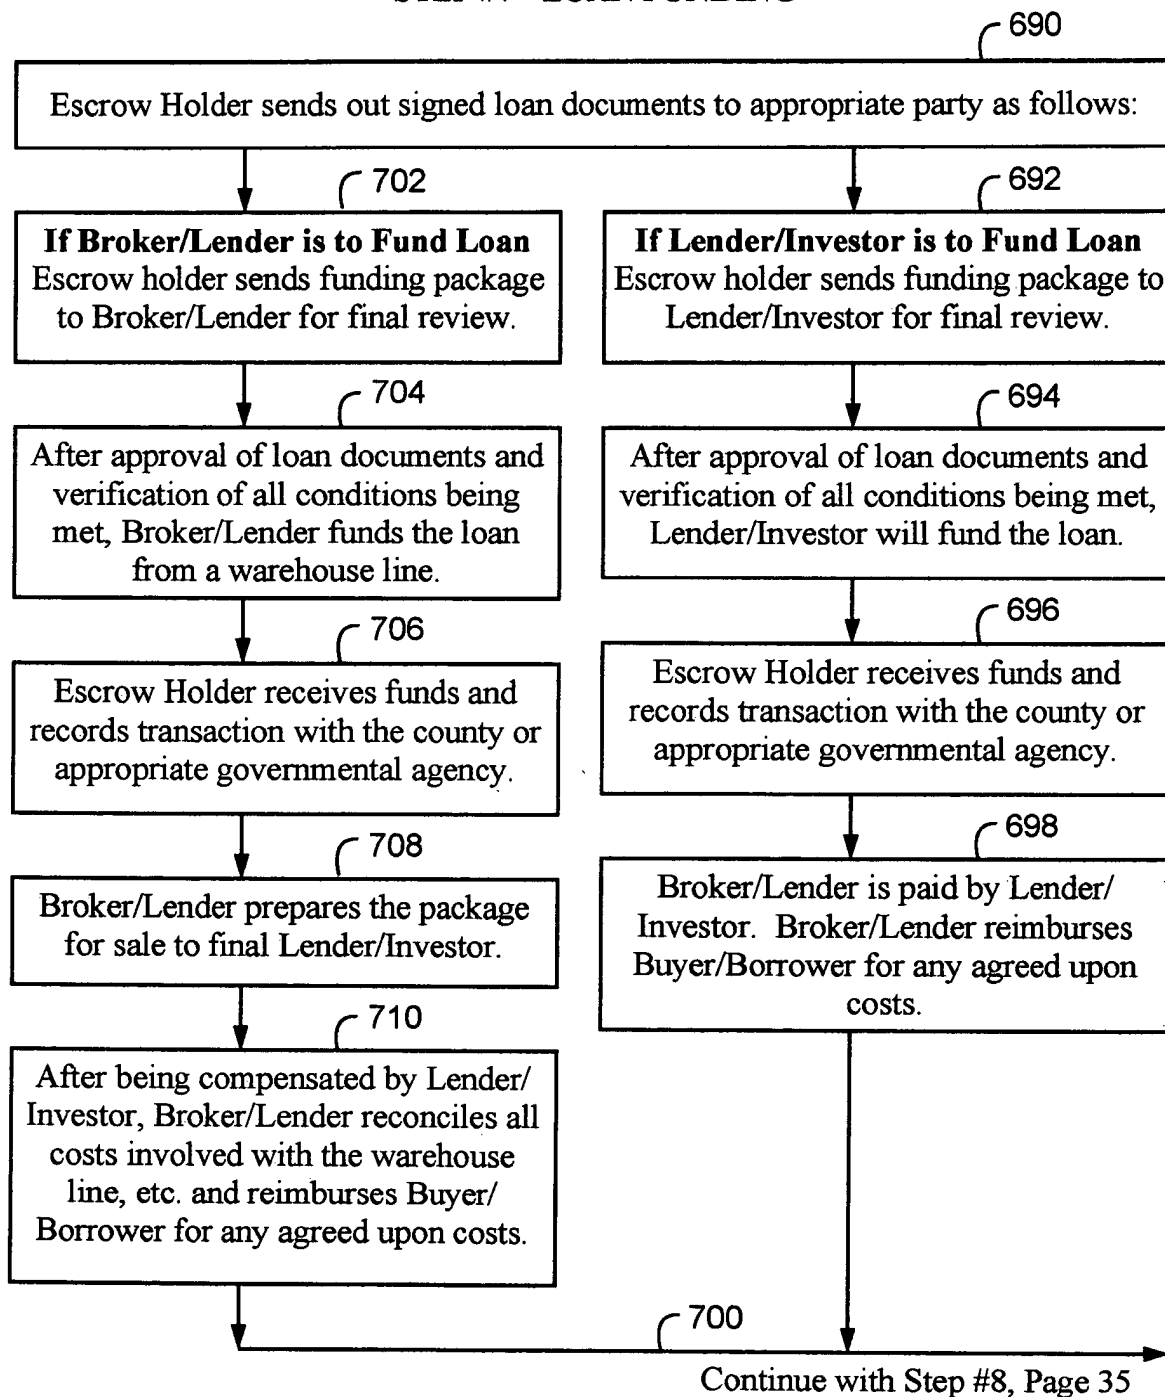 690
Escrow Holder sends out signed loan documents to appropriate party as follows:
702
If Broker/Lender is to Fund Loan
Escrow holder sends funding package
to Broker/Lender for final review.
704
After approval of loan documents and
verification of all conditions being
met, Broker/Lender funds the loan
from a warehouse line.
706
Escrow Holder receives funds and
records transaction with the county or
appropriate governmental agency.
708
Broker/Lender prepares the package
for sale to final Lender/Investor.
710
After being compensated by Lender/
Investor, Broker/Lender reconciles all
costs involved with the warehouse
line, etc. and reimburses Buyer/
Borrower for any agreed upon costs.
692
If Lender/Investor is to Fund Loan
Escrow holder sends funding package to
Lender/Investor for final review.
694
After approval of loan documents and
verification of all conditions being met,
Lender/Investor will fund the loan.
696
Escrow Holder receives funds and
records transaction with the county or
appropriate governmental agency.
698
Broker/Lender is paid by Lender/
Investor. Broker/Lender reimburses
Buyer/Borrower for any agreed upon
costs.
700
Continue with Step #8, Page 35